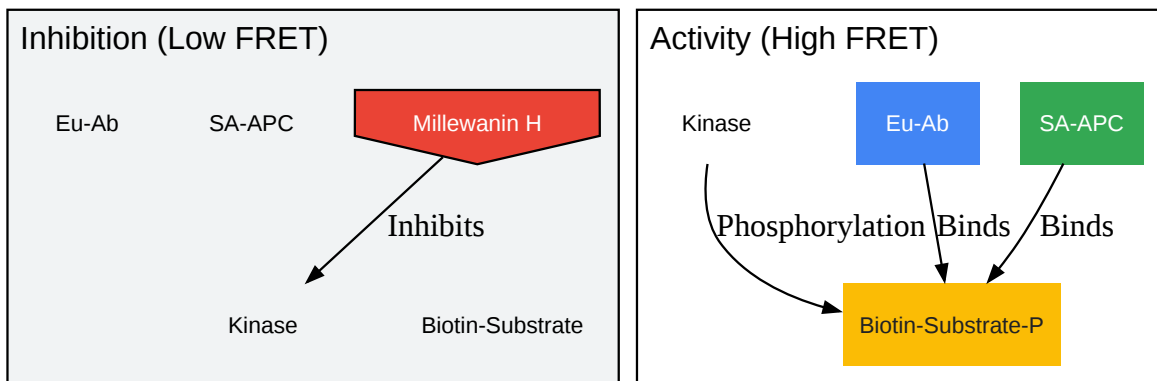 Inhibition (Low FRET)
Eu-Ab
SA-APC
Millewanin H
Inhibits
Kinase
Biotin-Substrate
Activity (High FRET)
Kinase
Eu-Ab
SA-APC
Phosphorylation
Binds
Binds
Biotin-Substrate-P